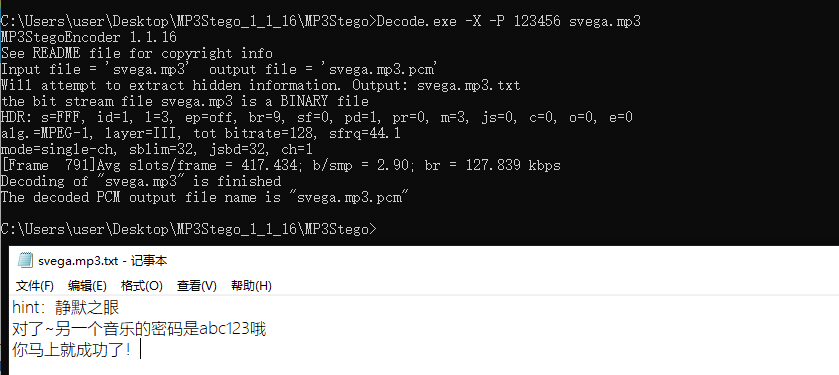 C:\Users\user\Desktop\MP3Stego_1_1_16\MP3Stego>Decode.exe -X -P 123456 svega.mp3
MP3StegoEncoder 1.1.16
See README file for copyright info
Input file = 'svega.mp3'  output file = 'svega.mp3.pcm'
Will attempt to extract hidden information. Output: svega.mp3.txt
the bit stream file svega.mp3 is a BINARY file
HDR: s=FFF, id=1, l=3, ep=off, br=9, sf=0, pd=1, pr=0, m=3, js=0, c=0, o=0, e=0
alg.=MPEG-1, layer=III, tot bitrate=128, sfrq=44.1
mode=single-ch, sblim=32, jsbd=32, ch=1
[Frame  791]Avg slots/frame = 417.434; b/smp = 2.90; br = 127.839 kbps
Decoding of "svega.mp3" is finished
The decoded PCM output file name is "svega.mp3.pcm"
C:\Users\user\Desktop\MP3Stego_1_1_16\MP3Stego>
svega.mp3.txt - 记事本
文件(F) 编辑(E) 格式(O) 查看(V) 帮助(H)
hint：静默之眼
对了~另一个音乐的密码是abc123哦
你马上就成功了！